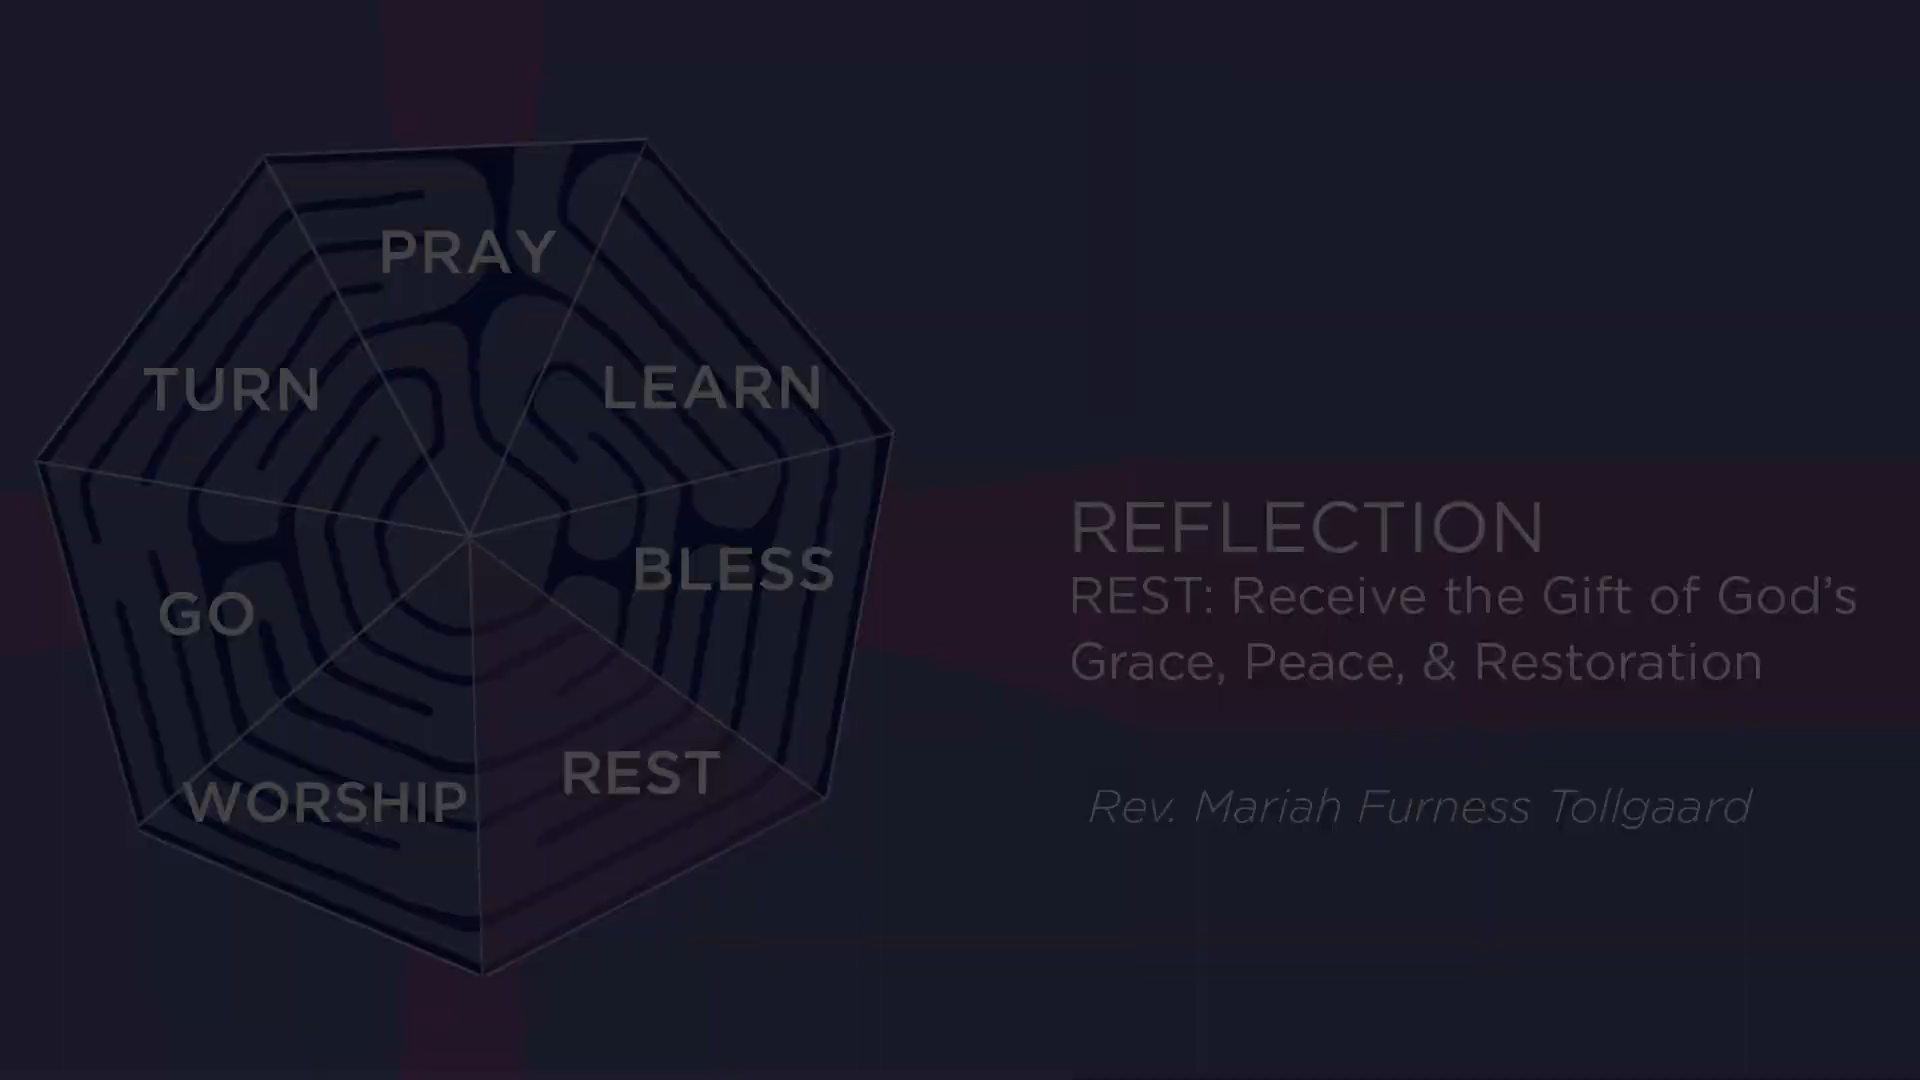 PRAY
TURN
LEARN
BLESS
GO
REST
WORSHIP
REFLECTION
REST: Receive the Gift of God’s
Grace, Peace, & Restoration
Rev. Mariah Furness Tollgaard